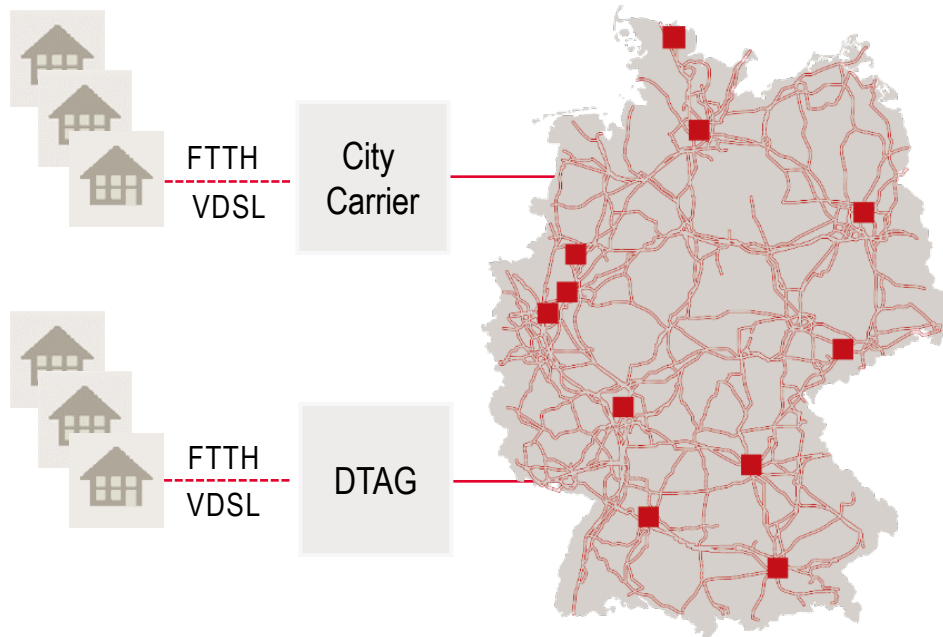 FTTH
VDSL
City
Carrier
FTTH
VDSL
DTAG